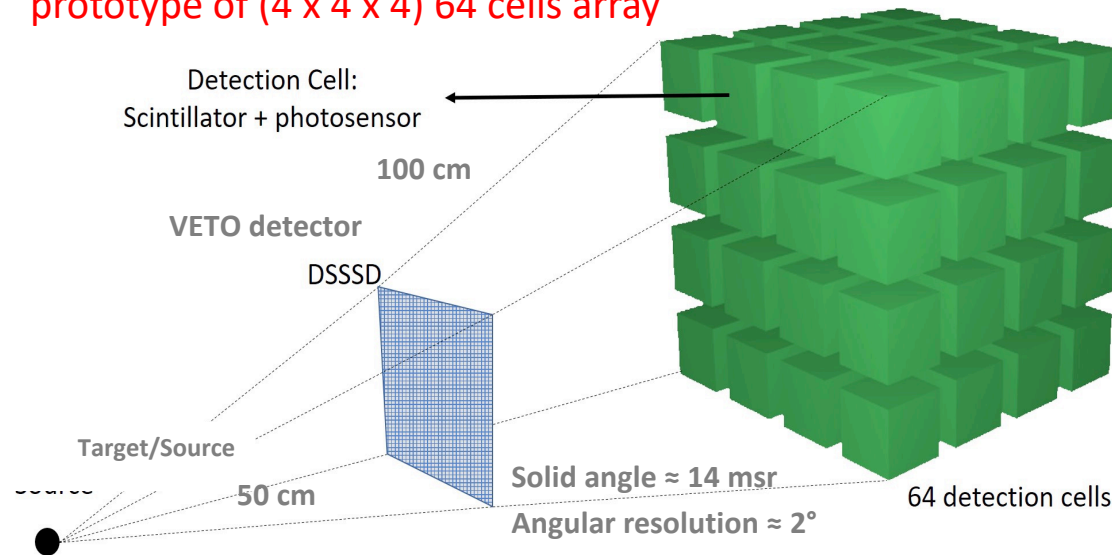 prototype of (4 x 4 x 4) 64 cells array
Detection Cell:
Scintillator + photosensor
100 cm
VETO detector
DSSSD
Target/Source
50 cm
Solid angle ≈ 14 msr
Angular resolution ≈ 2°
64 detection cells